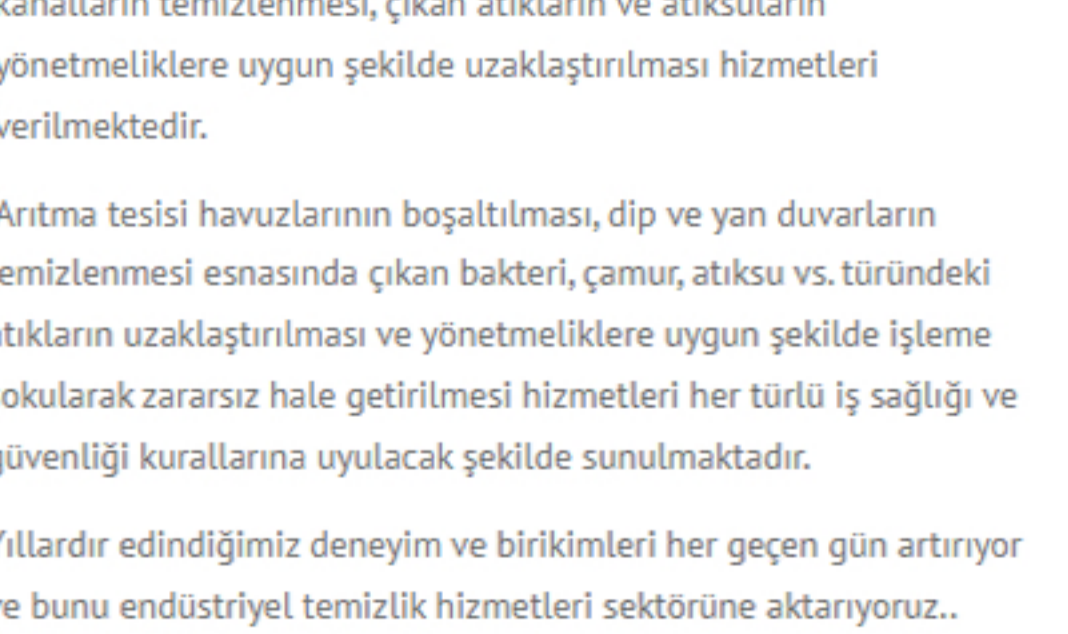 kanalların temizlenmesi, çıkan atıkların ve atıksuların
yönetmeliklere uygun şekilde uzaklaştırılması hizmetleri
verilmektedir.
Arıtma tesisi havuzlarının boşaltılması, dip ve yan duvarların
temizlenmesi esnasında çıkan bakteri, çamur, atıksu vs. türündeki
atıkların uzaklaştırılması ve yönetmeliklere uygun şekilde işleme
sokularak zararsız hale getirilmesi hizmetleri her türlü iş sağlığı ve
güvenliği kurallarına uyulacak şekilde sunulmaktadır.
Yıllardır edindiğimiz deneyim ve birikimleri her geçen gün artırıyor
ve bunu endüstriyel temizlik hizmetleri sektörüne aktarıyoruz..